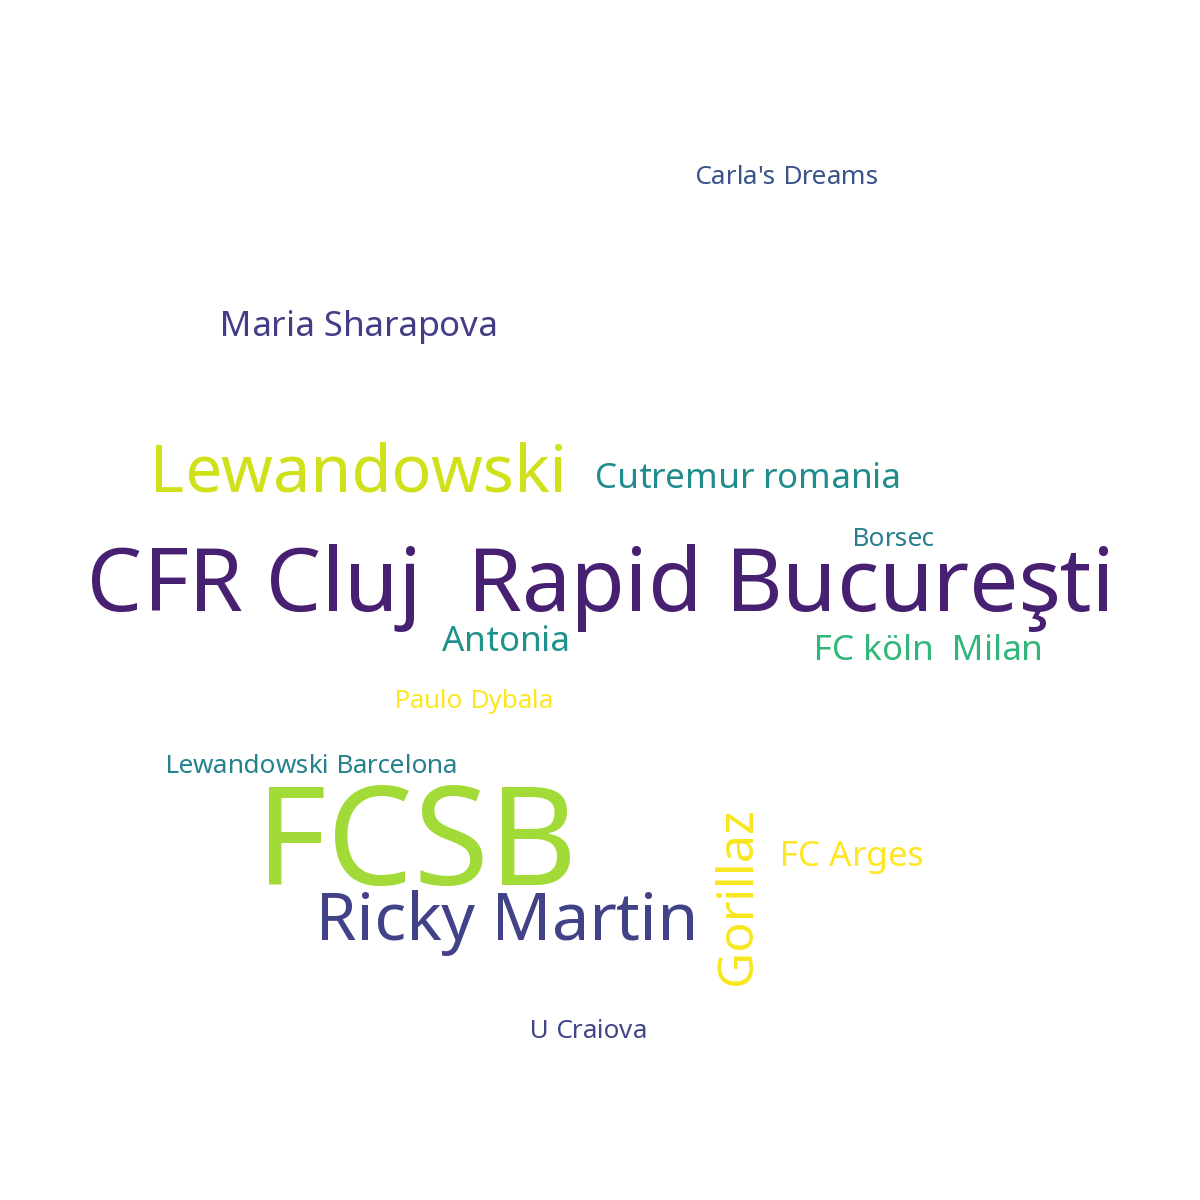 Carla's Dreams
Maria Sharapova
Lewandowski
Cutremur romania
Borsec
CFR Cluj  Rapid Bucureşti
Antonia
FC köln  Milan
Paulo Dybala
Lewandowski Barcelona
FCSB
Gorillaz
FC Arges
Ricky Martin
U Craiova